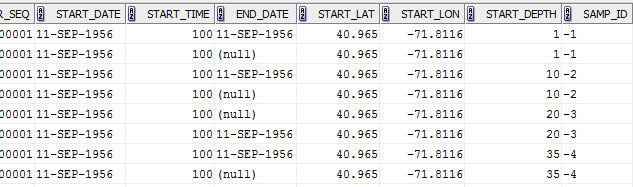 R_SEQ START_DATE START_TIME END_DATE START_LAT START_LON START_DEPTH SAMP_ID
00001 11-SEP-1956 100 11-SEP-1956 40.965 -71.8116 1 -1
00001 11-SEP-1956 100 (null) 40.965 -71.8116 1 -1
00001 11-SEP-1956 100 11-SEP-1956 40.965 -71.8116 10 -2
00001 11-SEP-1956 100 (null) 40.965 -71.8116 10 -2
00001 11-SEP-1956 100 (null) 40.965 -71.8116 20 -3
00001 11-SEP-1956 100 11-SEP-1956 40.965 -71.8116 20 -3
00001 11-SEP-1956 100 11-SEP-1956 40.965 -71.8116 35 -4
00001 11-SEP-1956 100 (null) 40.965 -71.8116 35 -4